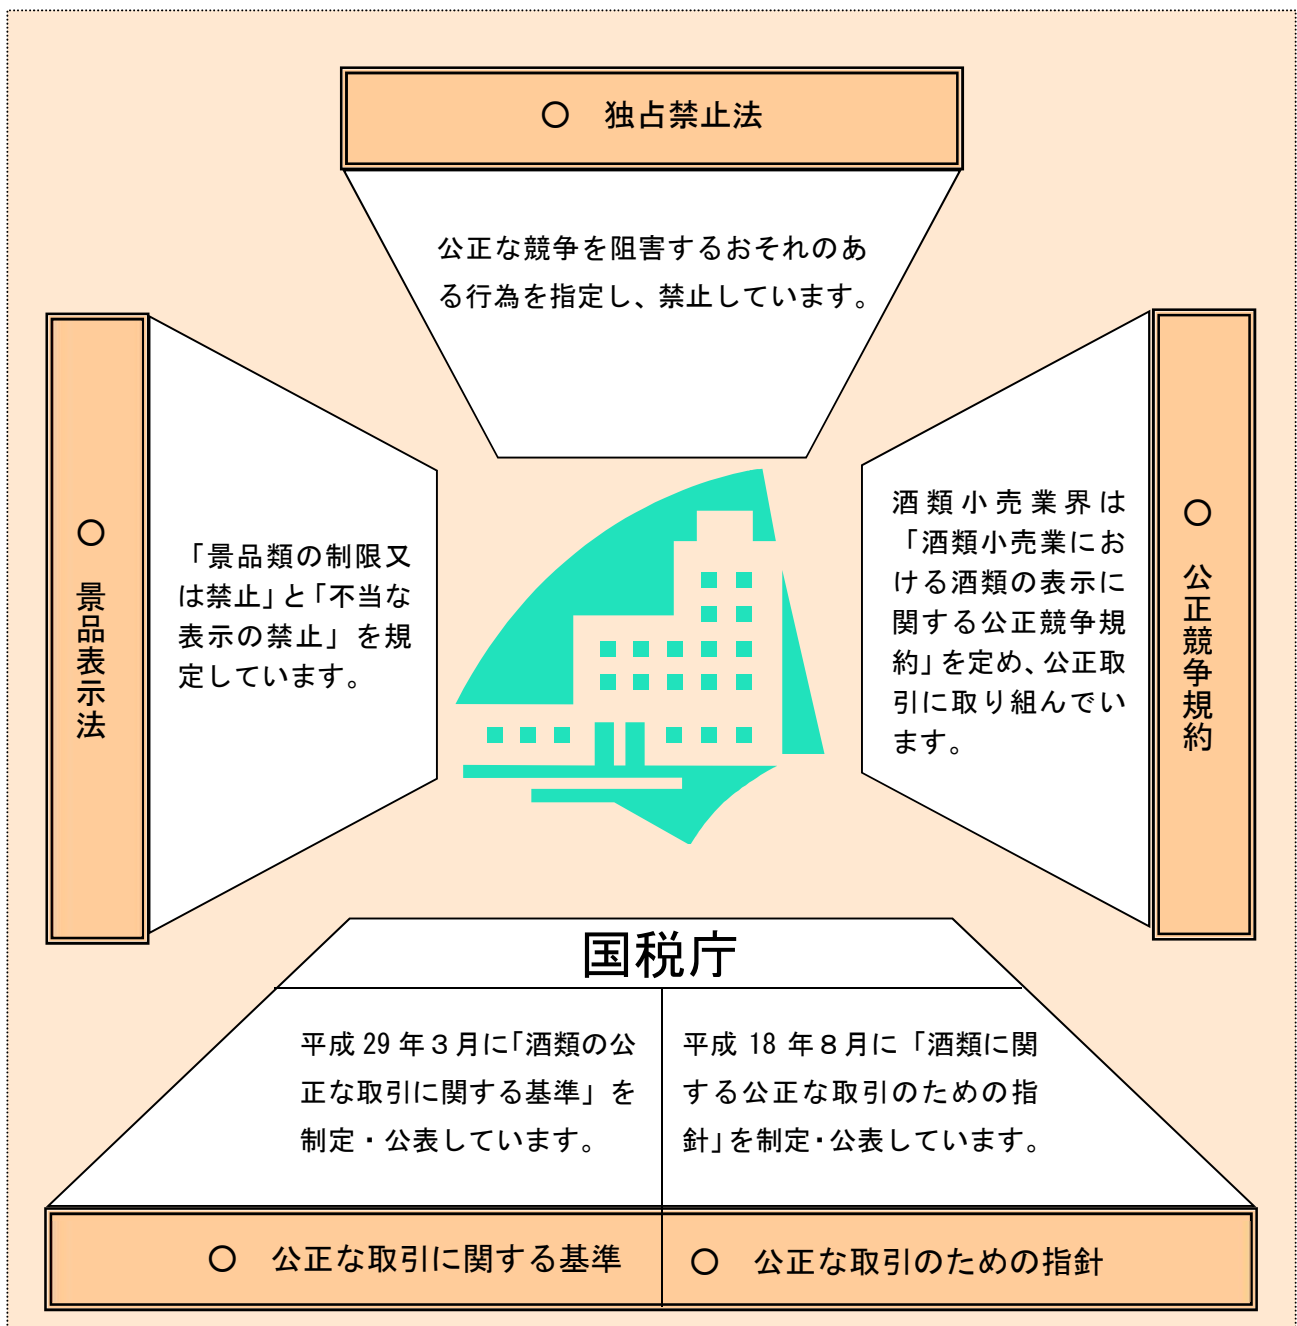 ○　独占禁止法
公正な競争を阻害するおそれのあ
る行為を指定し、禁止しています。
○　景品表示法
「景品類の制限又
は禁止」と「不当な
表示の禁止」を規
定しています。
酒類小売業界は
「酒類小売業にお
ける酒類の表示に
関する公正競争規
約」を定め、公正取
引に取り組んでい
ます。
○　公正競争規約
国税庁
平成 29 年３月に「酒類の公
正な取引に関する基準」を
制定・公表しています。
平成 18 年８月に「酒類に関
する公正な取引のための指
針」を制定・公表しています。
○　公正な取引に関する基準
○　公正な取引のための指針